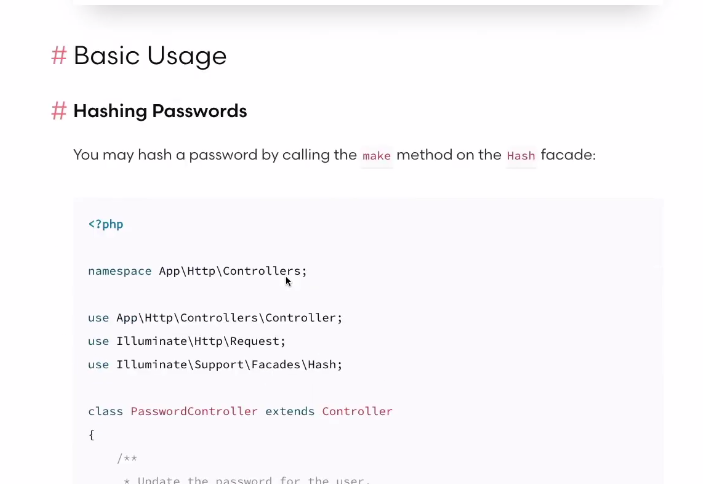 # Basic Usage
# Hashing Passwords
You may hash a password by calling the make method on the Hash facade:
<?php
namespace App\Http\Controllers;
use App\Http\Controllers\Controller;
use Illuminate\Http\Request;
use Illuminate\Support\Facades\Hash;
class PasswordController extends Controller
{
/**
* Update the password for the user.